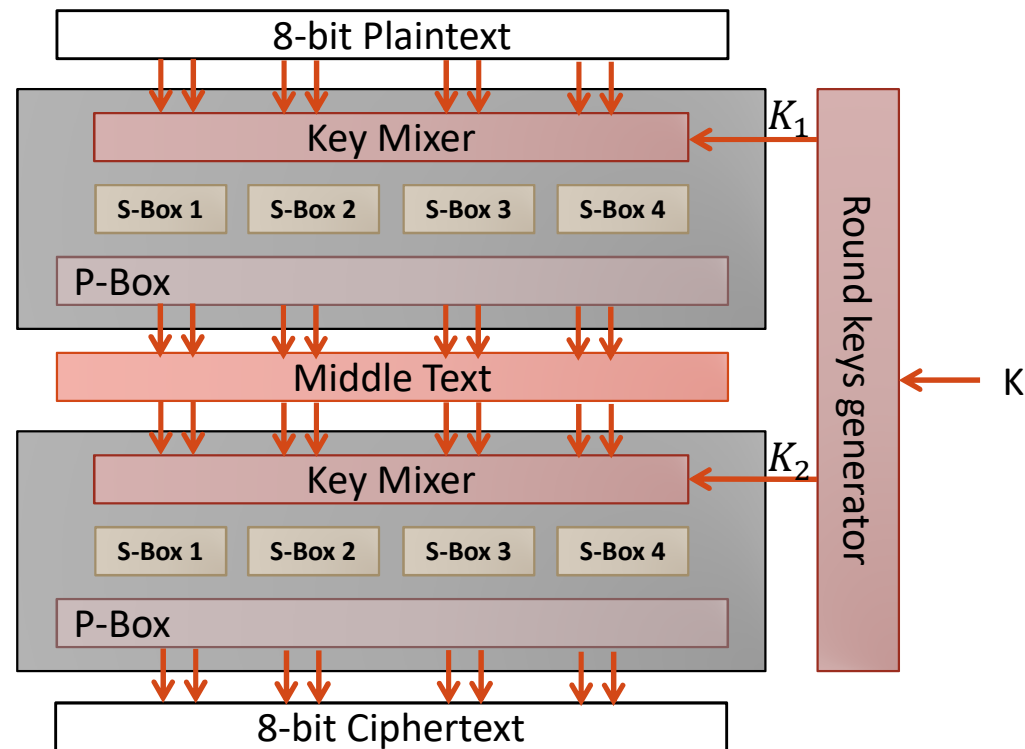 8-bit Plaintext
Key Mixer
K₁
S-Box 1 S-Box 2 S-Box 3 S-Box 4
P-Box
Middle Text
Round keys generator
K
Key Mixer
K₂
S-Box 1 S-Box 2 S-Box 3 S-Box 4
P-Box
8-bit Ciphertext